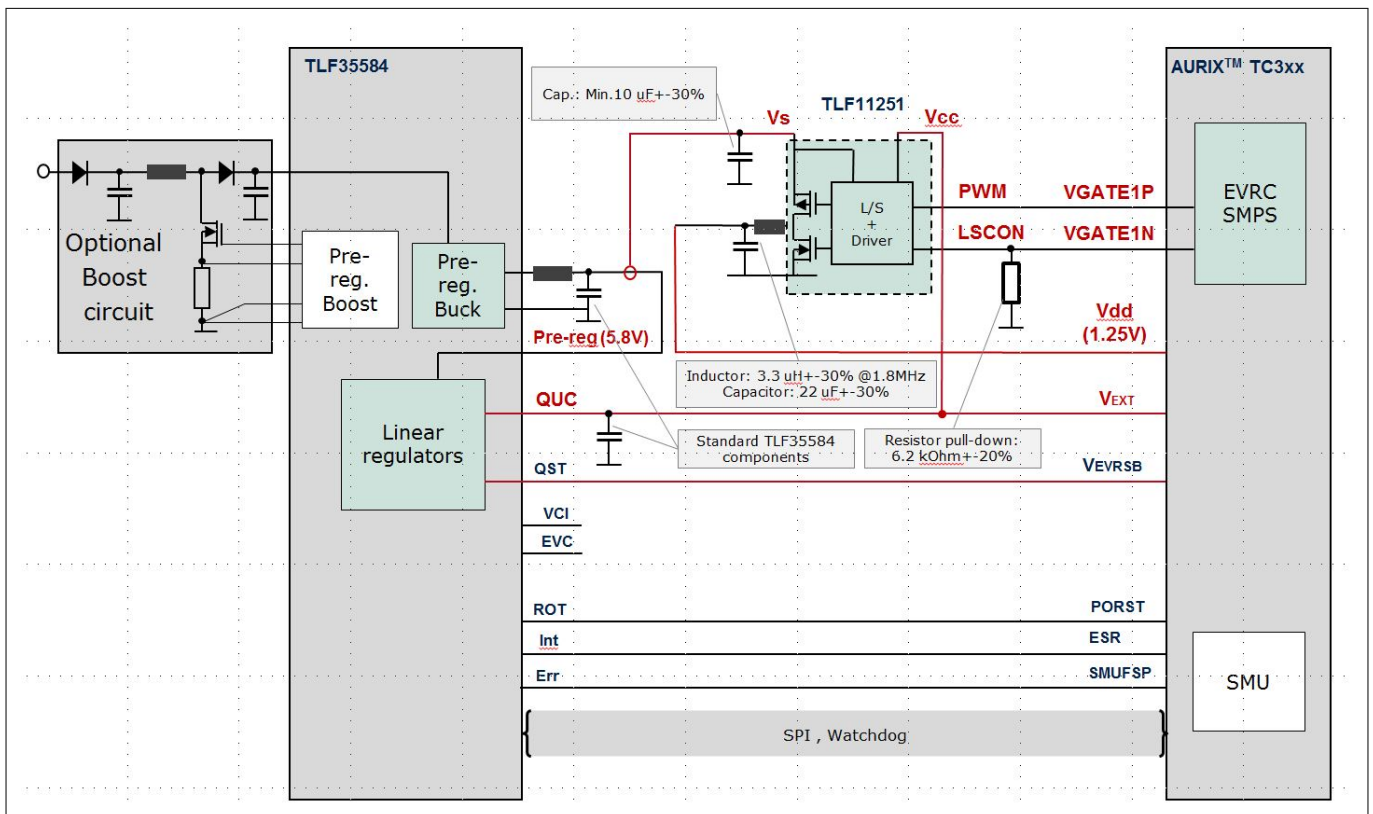 TLF35584
AURIX™ TC3xx
Cap.: Min.10 uF+-30%
TLF11251
Vs
Vcc
EVRC
SMPS
PWM
VGATE1P
L/S
+
Driver
LSCON
VGATE1N
Optional
Boost
circuit
Pre-
reg.
Boost
Pre-
reg.
Buck
Pre-reg (5.8V)
Vdd
(1.25V)
Inductor: 3.3 uH+-30% @1.8MHz
Capacitor: 22 uF+-30%
QUC
VEXT
Linear
regulators
Standard TLF35584
components
Resistor pull-down:
6.2 kOhm+-20%
QST
VEVRSB
VCI
EVC
ROT
PORST
Int
ESR
Err
SMUFSP
SMU
SPI , Watchdog